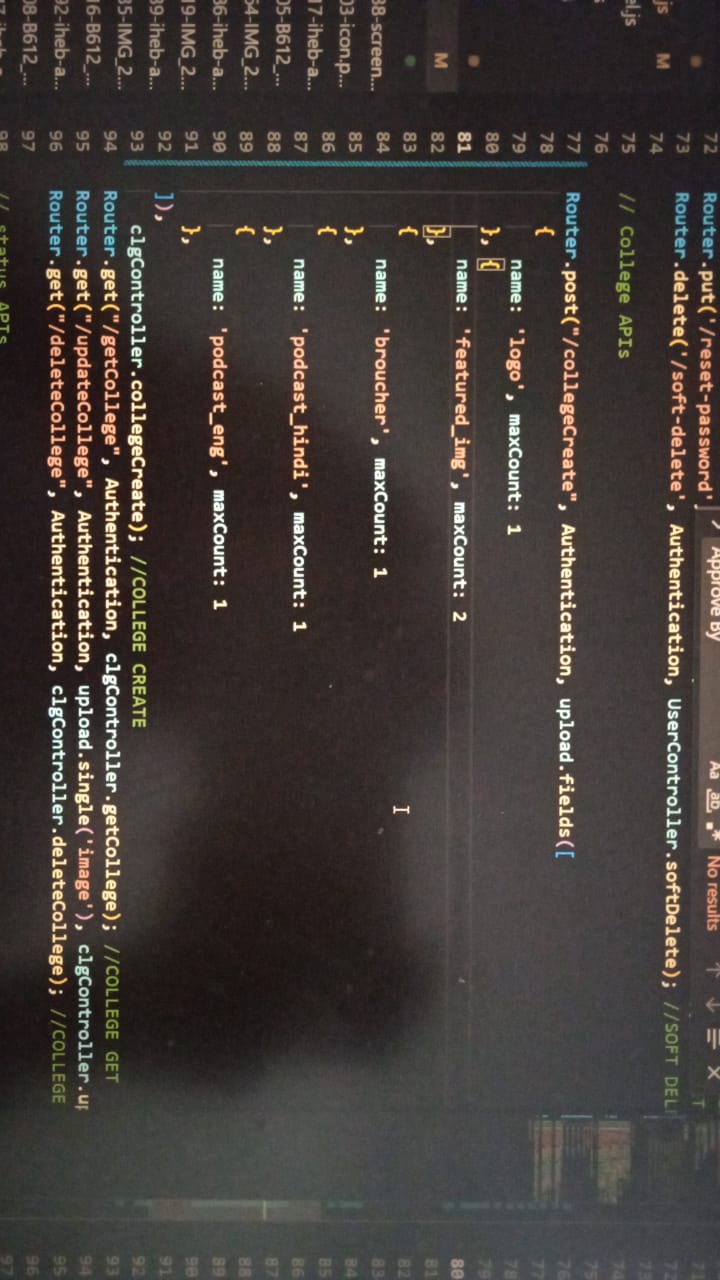 js M
el.js
M
38-screen...
03-icon.p...
17-iheb-a...
05-B612_...
54-IMG_2...
36-iheb-a...
19-IMG_2...
39-iheb-a...
35-IMG_2...
16-B612_...
92-iheb-a...
08-B612_...
Approve By Aa ab .* No results
72 Router.put('/reset-password',
73 Router.delete('/soft-delete', Authentication, UserController.softDelete); //SOFT DEL
74
75 // College APIs
76
77 Router.post("/collegeCreate", Authentication, upload.fields([
78 {
79 name: 'logo', maxCount: 1
80 }, {
81 name: 'featured_img', maxCount: 2
82 },
83 {
84 name: 'broucher', maxCount: 1
85 },
86 {
87 name: 'podcast_hindi', maxCount: 1
88 },
89 {
90 name: 'podcast_eng', maxCount: 1
91 },
92 ]),
93 clgController.collegeCreate); //COLLEGE CREATE
94 Router.get("/getCollege", Authentication, clgController.getCollege); //COLLEGE GET
95 Router.get("/updateCollege", Authentication, upload.single('image'), clgController.up
96 Router.get("/deleteCollege", Authentication, clgController.deleteCollege); //COLLEGE
97
98 // status APIs